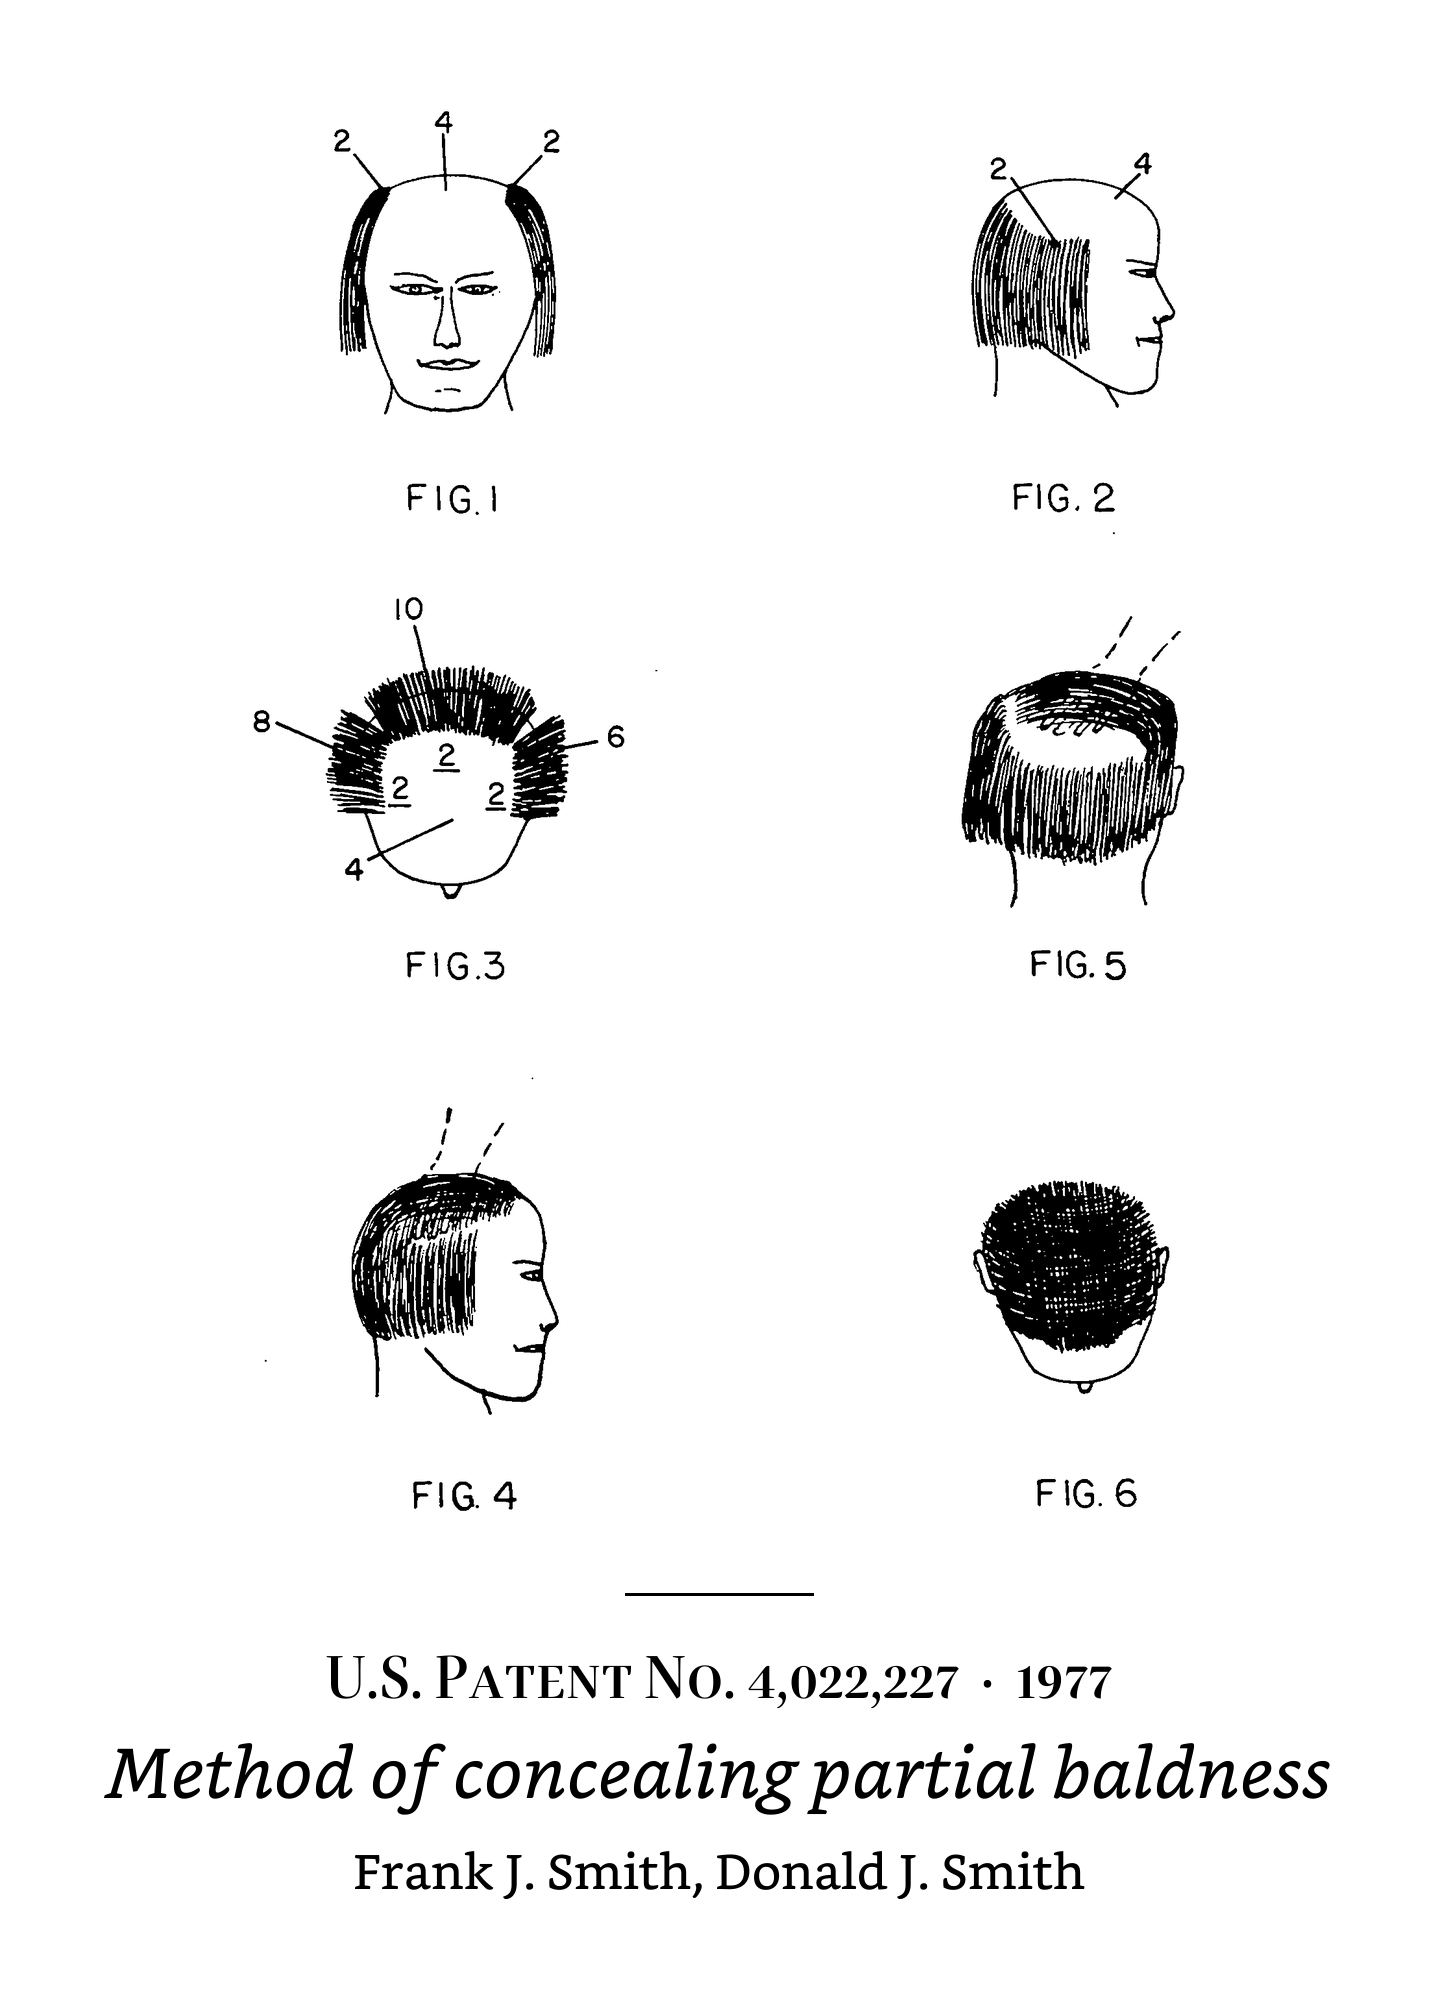 2 4 2
2 4
FIG. 1
FIG. 2
10
8
6
2
2 2
4
FIG. 3
FIG. 5
FIG. 4
FIG. 6
U.S. PATENT NO. 4,022,227 · 1977
Method of concealing partial baldness
Frank J. Smith, Donald J. Smith